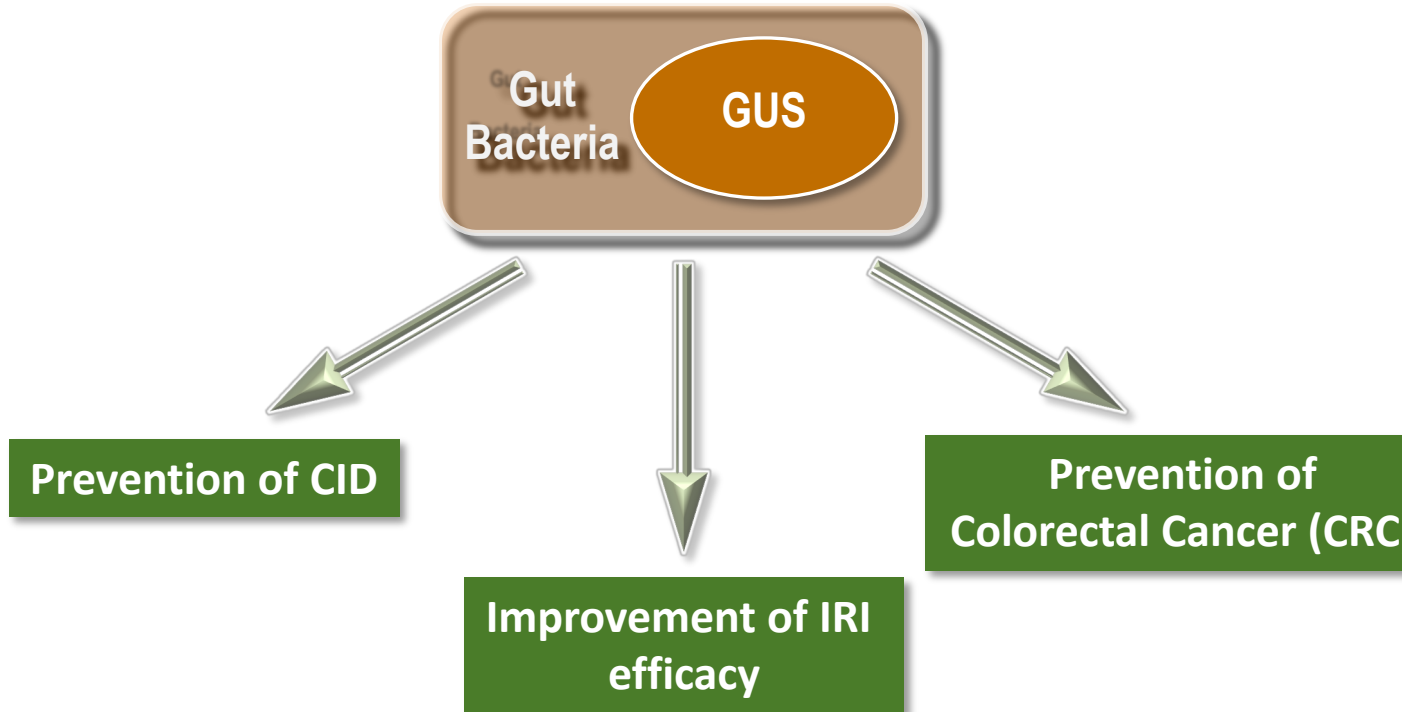 Gut
Bacteria
GUS
Prevention of CID
Prevention of
Colorectal Cancer (CRC
Improvement of IRI
efficacy